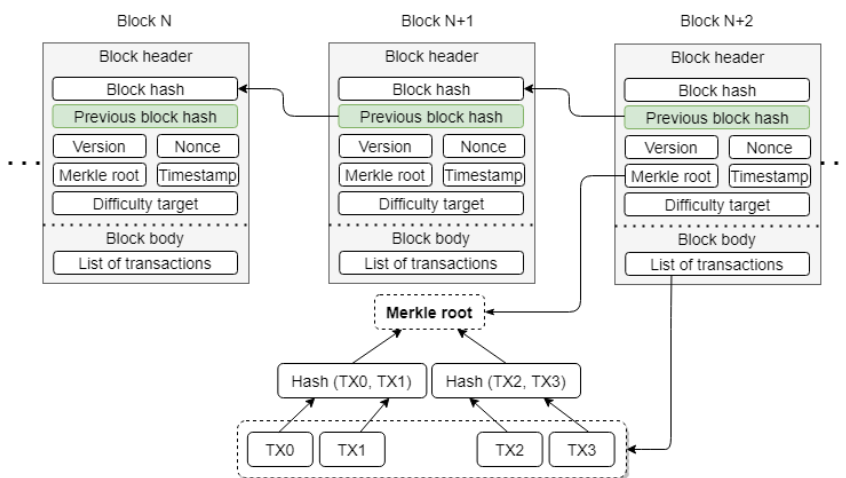 Block N
Block N+1
Block N+2
Block header
Block header
Block header
Block hash
Block hash
Block hash
Previous block hash
Previous block hash
Previous block hash
Version Nonce
Version Nonce
Version Nonce
Merkle root Timestamp
Merkle root Timestamp
Merkle root Timestamp
Difficulty target
Difficulty target
Difficulty target
Block body
Block body
Block body
List of transactions
List of transactions
List of transactions
Merkle root
Hash (TX0, TX1)
Hash (TX2, TX3)
TX0
TX1
TX2
TX3